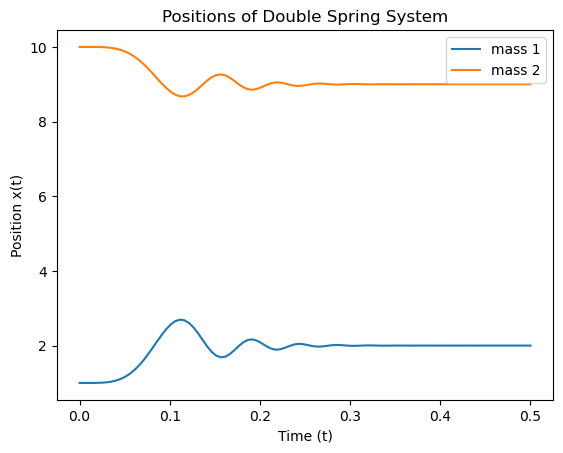 Positions of Double Spring System
mass 1
mass 2
Position x(t)
10
8
6
4
2
0.0 0.1 0.2 0.3 0.4 0.5
Time (t)